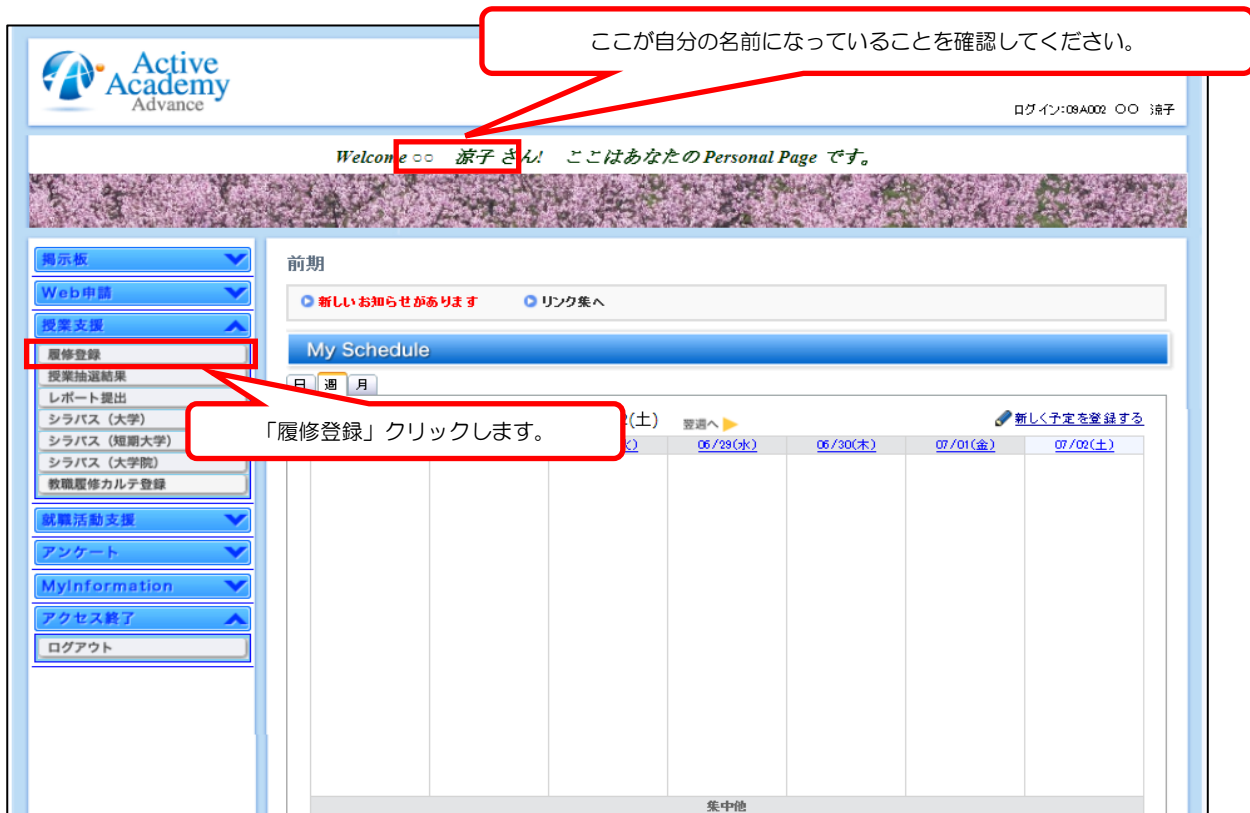 ここが自分の名前になっていることを確認してください。
Active
Academy
Advance
ログイン:09A002 〇〇 涼子
Welcome ○○ 涼子 さん! ここはあなたの Personal Page です。
掲示板
Web申請
授業支援
履修登録
授業抽選結果
レポート提出
シラバス（大学）
シラバス（短期大学）
シラバス（大学院）
教職履修カルテ登録
就職活動支援
アンケート
MyInformation
アクセス終了
ログアウト
前期
新しいお知らせがあります リンク集へ
My Schedule
日 週 月
「履修登録」クリックします。
(土) 翌週へ 新しく予定を登録する
06/29(水) 06/30(木) 07/01(金) 07/02(土)
集中他